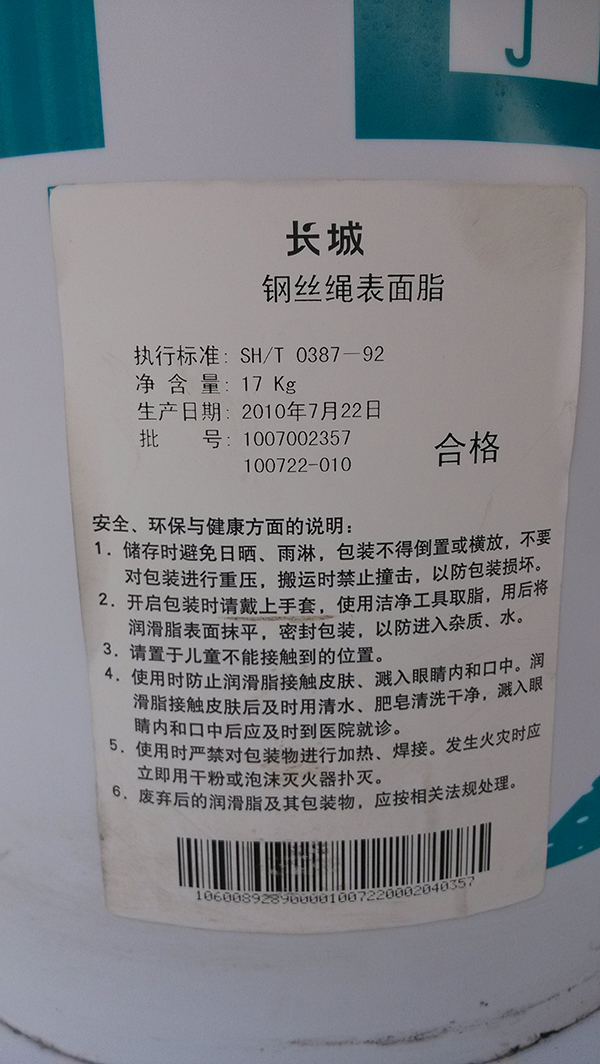 长城
钢丝绳表面脂
执行标准: SH/T 0387-92
净 含 量: 17 Kg
生产日期: 2010年7月22日
批 号: 1007002357
100722-010
合格
安全、环保与健康方面的说明:
1. 储存时避免日晒、雨淋，包装不得倒置或横放，不要
对包装进行重压，搬运时禁止撞击，以防包装损坏。
2. 开启包装时请戴上手套，使用洁净工具取脂，用后将
润滑脂表面抹平，密封包装，以防进入杂质、水。
3. 请置于儿童不能接触到的位置。
4. 使用时防止润滑脂接触皮肤、溅入眼睛内和口中。润
滑脂接触皮肤后及时用清水、肥皂清洗干净，溅入眼
睛内和口中后应及时到医院就诊。
5. 使用时严禁对包装物进行加热、焊接。发生火灾时应
立即用干粉或泡沫灭火器扑灭。
6. 废弃后的润滑脂及其包装物，应按相关法规处理。
106008928900001007220002040357